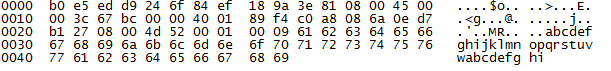 0000 b0 e5 ed d9 24 6f 84 ef 18 9a 3e 81 08 00 45 00 ....$o.. ..>...E.
0010 00 3c 67 bc 00 00 40 01 89 f4 c0 a8 08 6a 0e d7 .<g...@. .....j..
0020 b1 27 08 00 4d 52 00 01 00 09 61 62 63 64 65 66 .'..MR.. ..abcdef
0030 67 68 69 6a 6b 6c 6d 6e 6f 70 71 72 73 74 75 76 ghijklmn opqrstuv
0040 77 61 62 63 64 65 66 67 68 69 wabcdefg hi